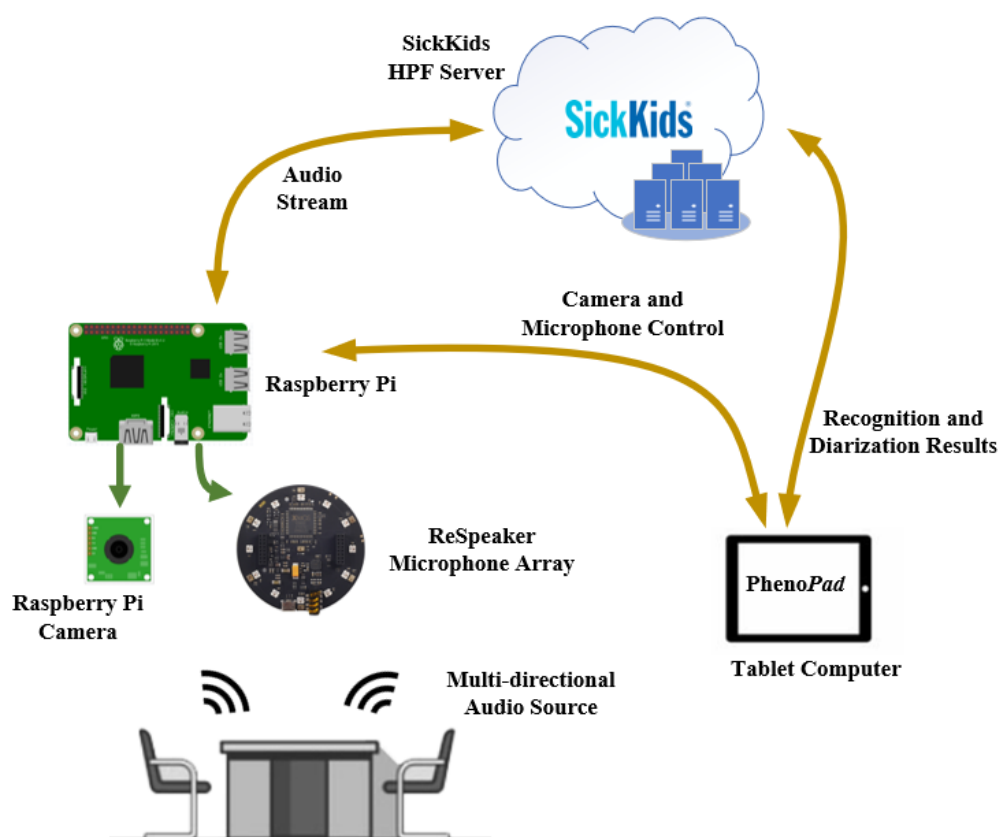 SickKids
HPF Server
SickKids
Audio
Stream
Camera and
Microphone Control
Raspberry Pi
Recognition and
Diarization Results
ReSpeaker
Microphone Array
PhenoPad
Raspberry Pi
Camera
Tablet Computer
Multi-directional
Audio Source